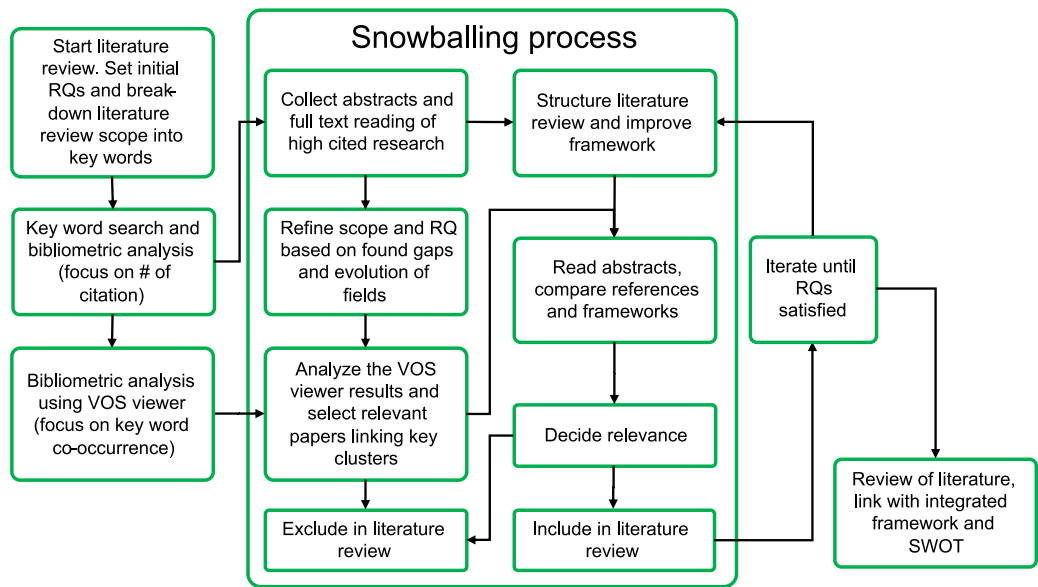 Start literature
review. Set initial
RQs and break-
down literature
review scope into
key words
Key word search and
bibliometric analysis
(focus on # of
citation)
Bibliometric analysis
using VOS viewer
(focus on key word
co-occurrence)
Snowballing process
Collect abstracts and
full text reading of
high cited research
Refine scope and RQ
based on found gaps
and evolution of
fields
Analyze the VOS
viewer results and
select relevant
papers linking key
clusters
Exclude in literature
review
Structure literature
review and improve
framework
Read abstracts,
compare references
and frameworks
Decide relevance
Include in literature
review
Iterate until
RQs
satisfied
Review of literature,
link with integrated
framework and
SWOT